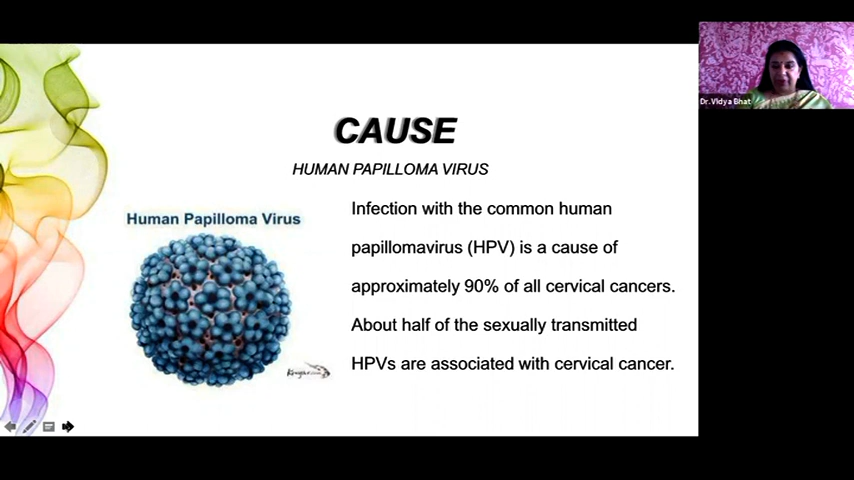 CAUSE
HUMAN PAPILLOMA VIRUS
Human Papilloma Virus
Infection with the common human
papillomavirus (HPV) is a cause of
approximately 90% of all cervical cancers.
About half of the sexually transmitted
HPVs are associated with cervical cancer.
Dr.Vidya Bhat